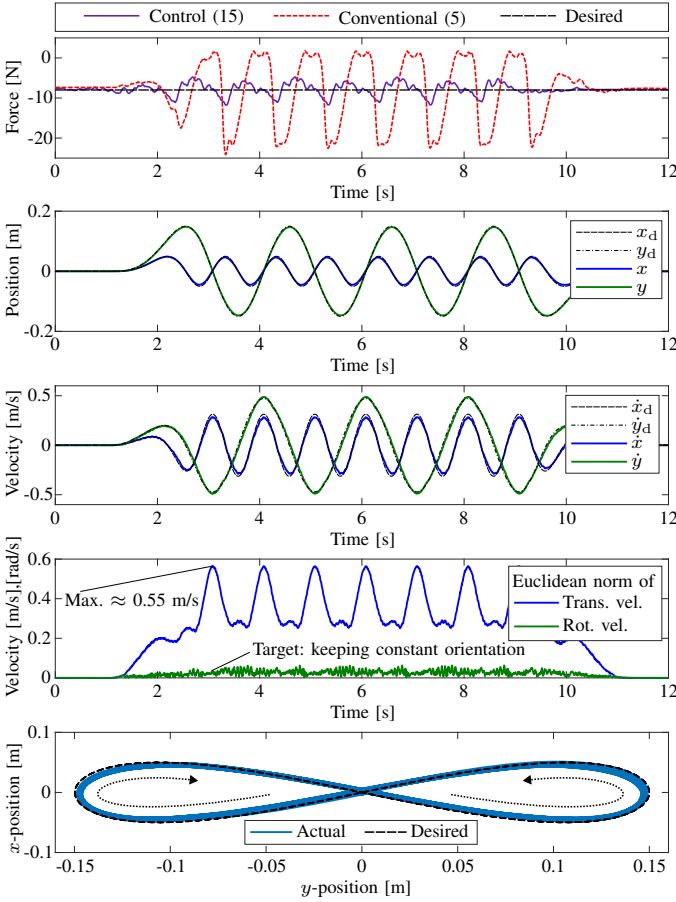 Control (15) Conventional (5) Desired
Force [N]
0
-10
-20
0 2 4 6 8 10 12
Time [s]
Position [m]
0.2
0
-0.2
x_d
y_d
x
y
0 2 4 6 8 10 12
Time [s]
Velocity [m/s]
0.5
0
-0.5
ẋ_d
ẏ_d
ẋ
ẏ
0 2 4 6 8 10 12
Time [s]
Velocity [m/s],[rad/s]
0.6
0.4
0.2
0
Max. ≈ 0.55 m/s
Target: keeping constant orientation
Euclidean norm of
Trans. vel.
Rot. vel.
0 2 4 6 8 10 12
Time [s]
x-position [m]
0.1
0
-0.1
Actual Desired
-0.15 -0.1 -0.05 0 0.05 0.1 0.15
y-position [m]